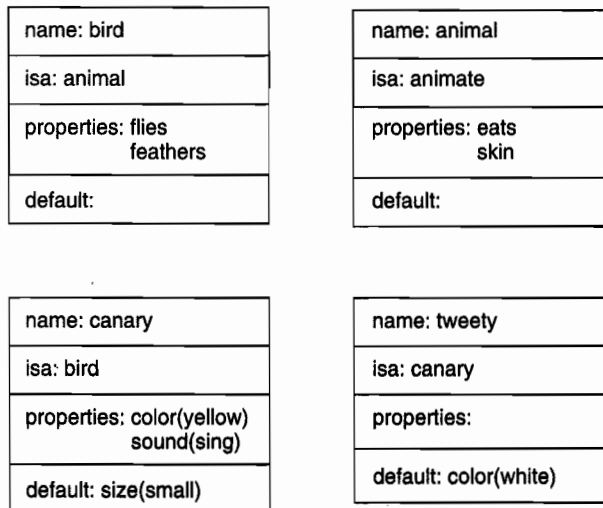 name: bird
isa: animal
properties: flies
feathers
default:
name: animal
isa: animate
properties: eats
skin
default:
name: canary
isa: bird
properties: color(yellow)
sound(sing)
default: size(small)
name: tweety
isa: canary
properties:
default: color(white)